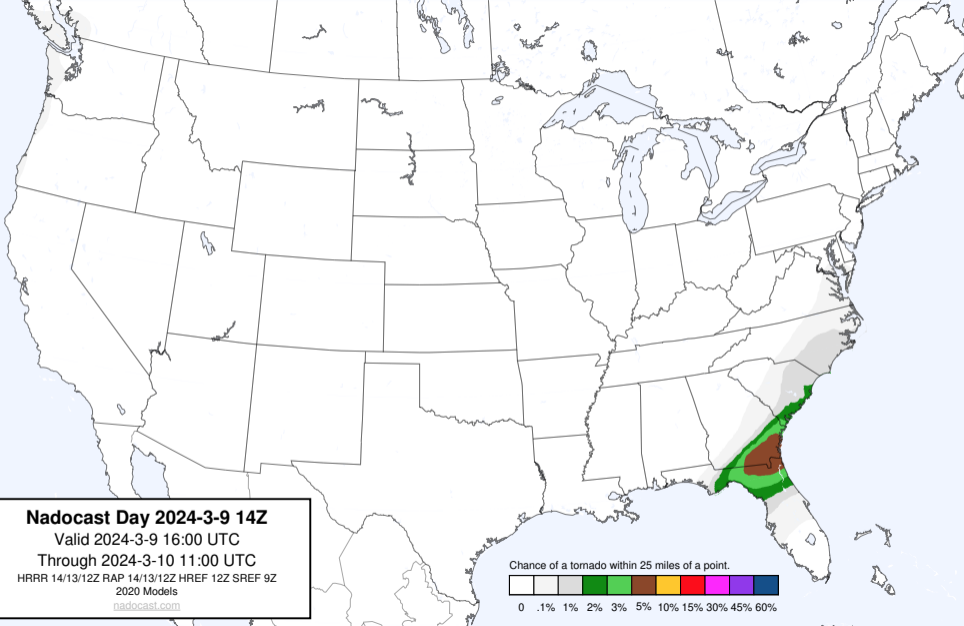 Nadocast Day 2024-3-9 14Z
Valid 2024-3-9 16:00 UTC
Through 2024-3-10 11:00 UTC
HRRR 14/13/12Z RAP 14/13/12Z HREF 12Z SREF 9Z
2020 Models
nadocast.com
Chance of a tornado within 25 miles of a point.
0 .1% 1% 2% 3% 5% 10% 15% 30% 45% 60%